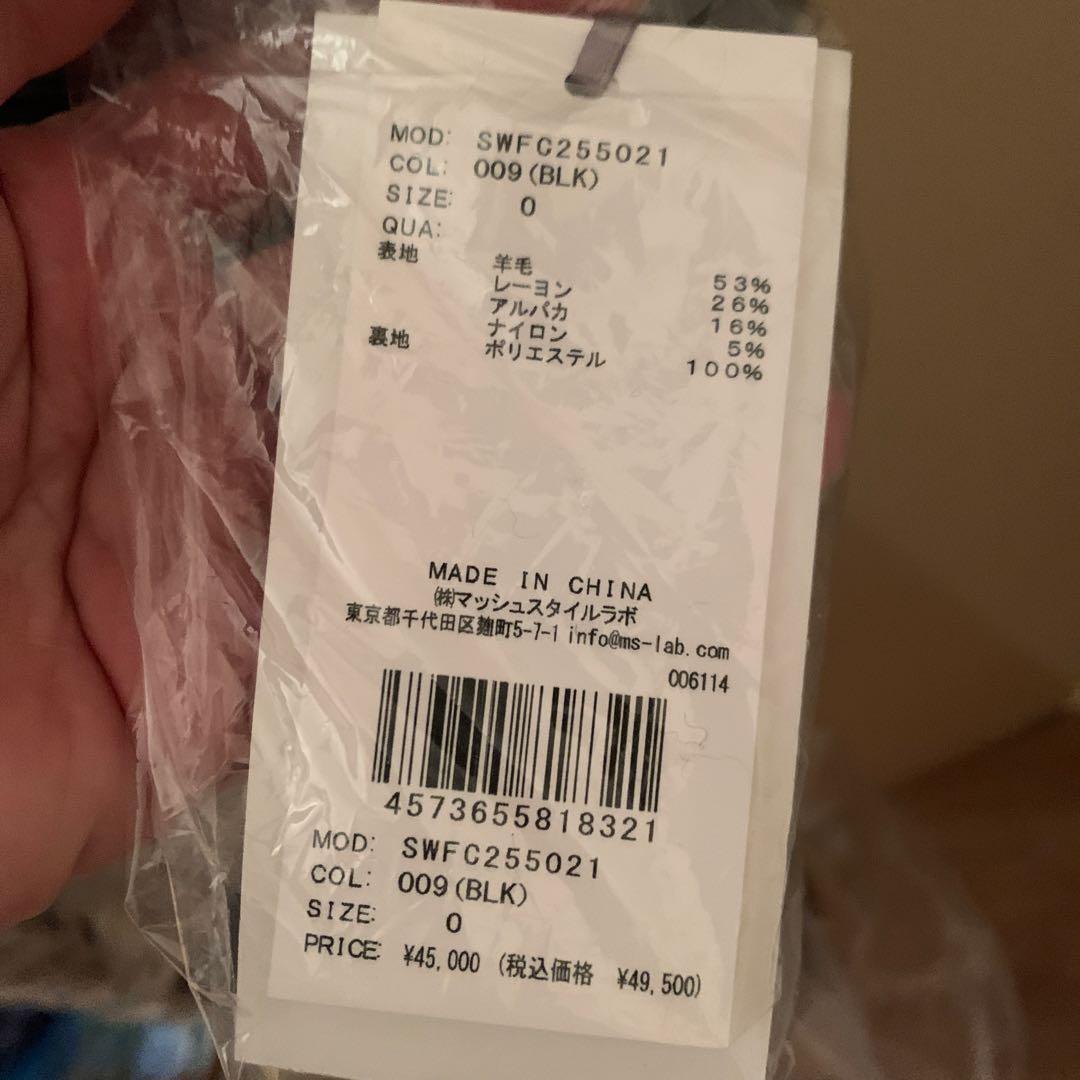 MOD: SWFC255021
COL: 009(BLK)
SIZE: 0
QUA:
表地 羊毛 53%
レーヨン 26%
アルパカ 16%
ナイロン 5%
裏地 ポリエステル 100%
MADE IN CHINA
㈱マッシュスタイルラボ
東京都千代田区麹町5-7-1 info@ms-lab.com
006114
4573655818321
MOD: SWFC255021
COL: 009(BLK)
SIZE: 0
PRICE: ¥45,000 (税込価格 ¥49,500)